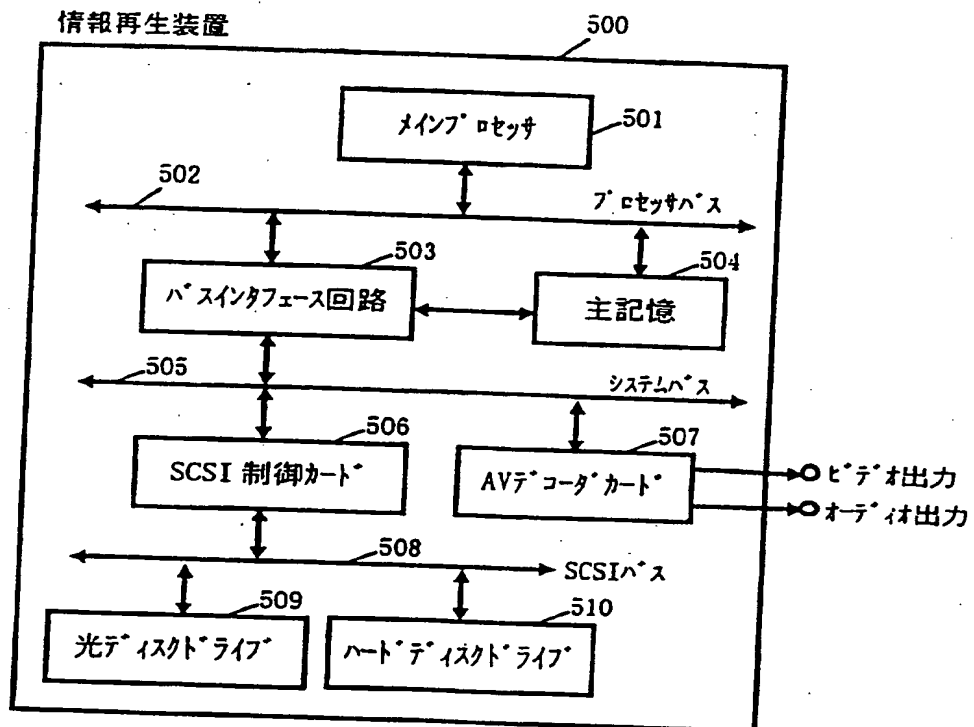 情報再生装置
500
メインプロセッサ
501
502
プロセッサバス
503
504
バスインタフェース回路
主記憶
505
システムバス
506
507
SCSI 制御カード
AVデコーダカード
ビデオ出力
オーディオ出力
508
SCSIバス
509
510
光ディスクドライブ
ハードディスクドライブ